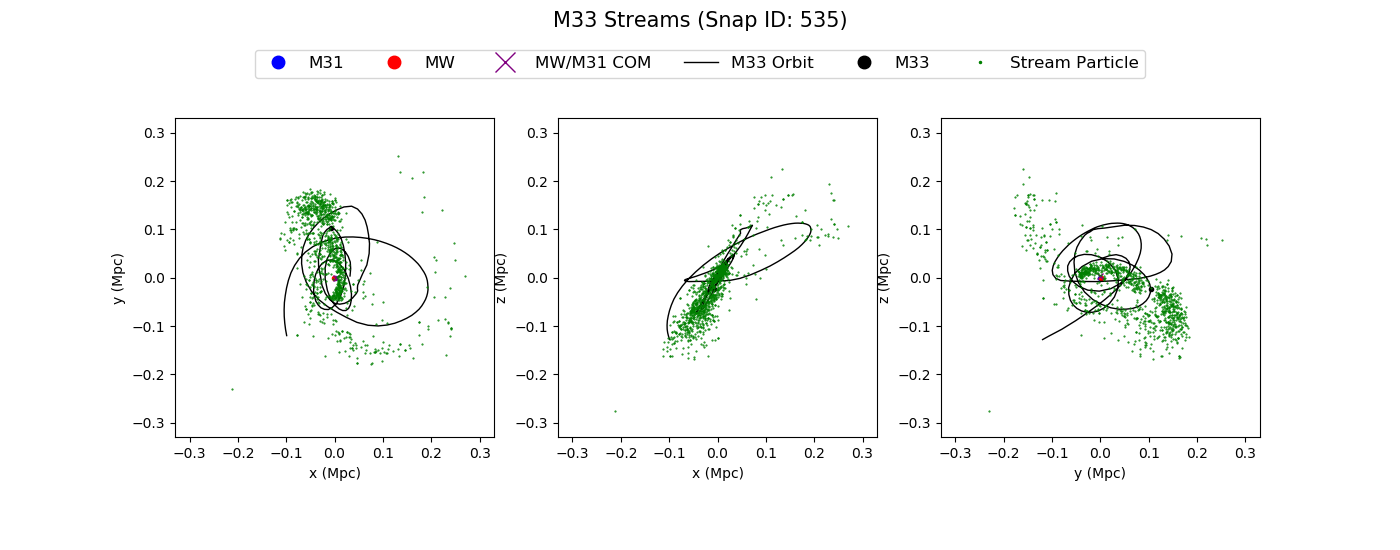 M33 Streams (Snap ID: 535)
M31 MW MW/M31 COM M33 Orbit M33 Stream Particle
0.3 0.3 0.3
0.2 0.2 0.2
0.1 0.1 0.1
0.0 0.0 0.0
−0.1 −0.1 −0.1
−0.2 −0.2 −0.2
−0.3 −0.3 −0.3
y (Mpc) z (Mpc) z (Mpc)
−0.3 −0.2 −0.1 0.0 0.1 0.2 0.3 −0.3 −0.2 −0.1 0.0 0.1 0.2 0.3 −0.3 −0.2 −0.1 0.0 0.1 0.2 0.3
x (Mpc) x (Mpc) y (Mpc)